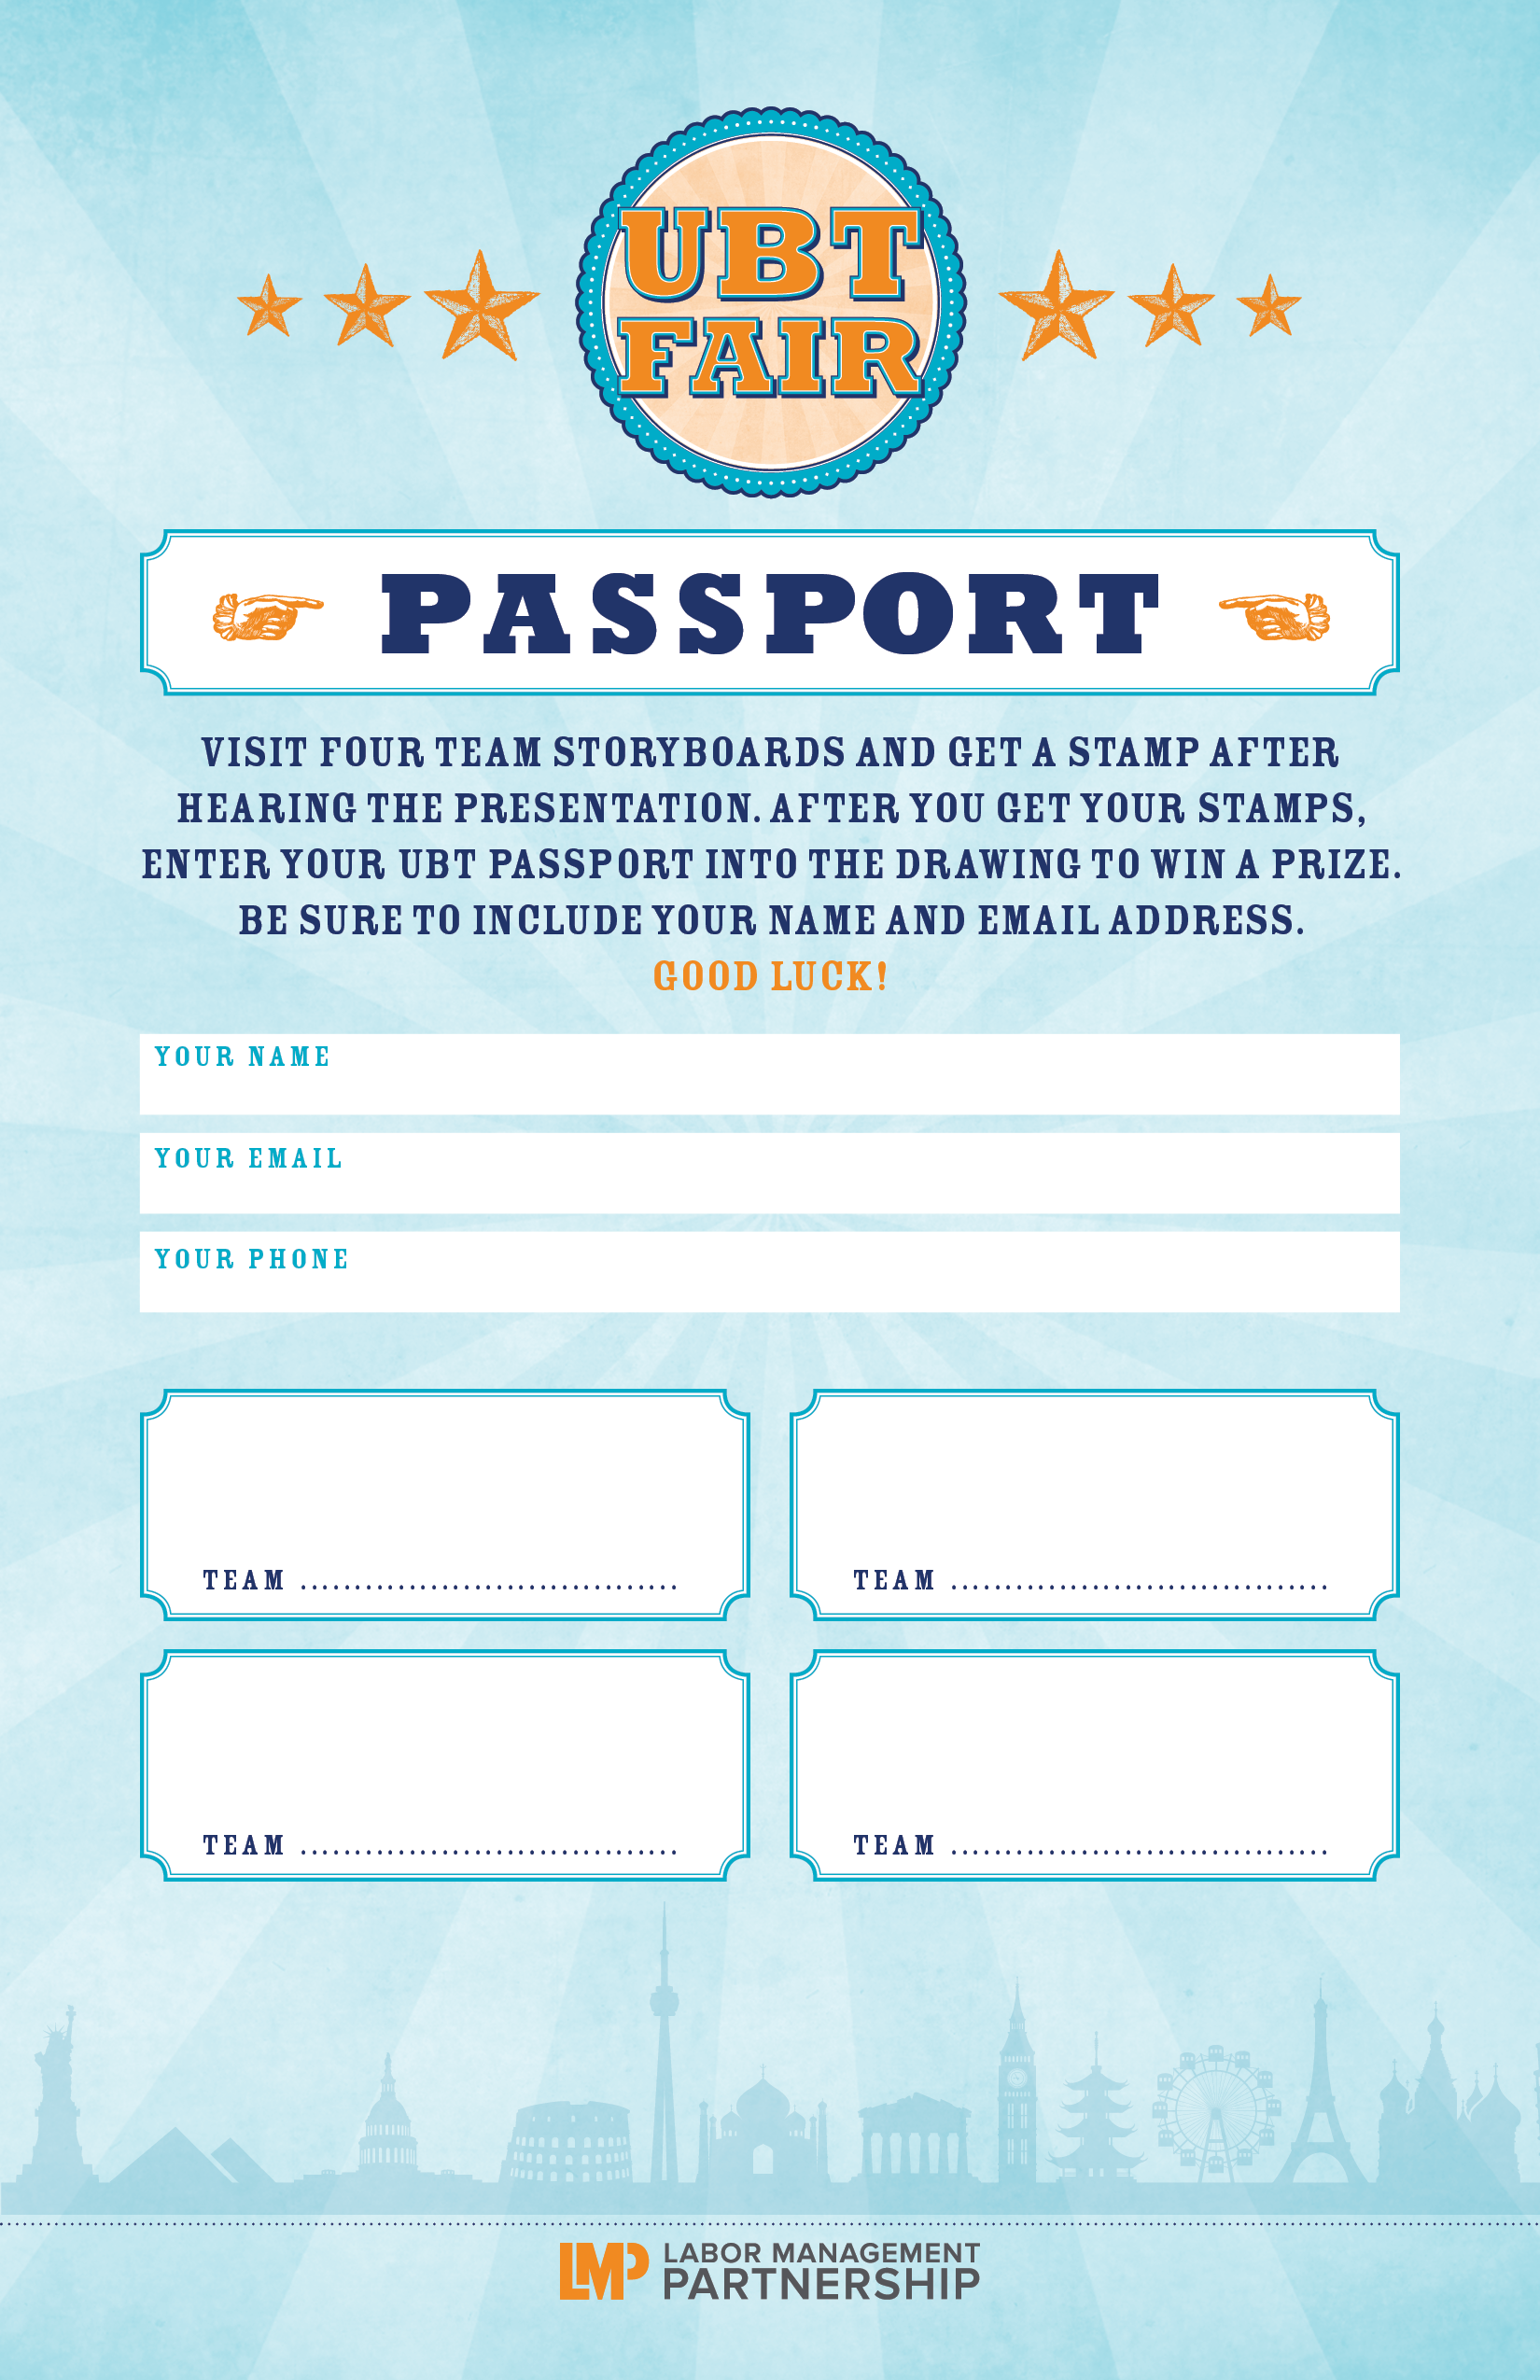 UBT
FAIR
PASSPORT
VISIT FOUR TEAM STORYBOARDS AND GET A STAMP AFTER
HEARING THE PRESENTATION. AFTER YOU GET YOUR STAMPS,
ENTER YOUR UBT PASSPORT INTO THE DRAWING TO WIN A PRIZE.
BE SURE TO INCLUDE YOUR NAME AND EMAIL ADDRESS.
GOOD LUCK!
YOUR NAME
YOUR EMAIL
YOUR PHONE
TEAM ...................................
TEAM ...................................
TEAM ...................................
TEAM ...................................
LMP LABOR MANAGEMENT
PARTNERSHIP